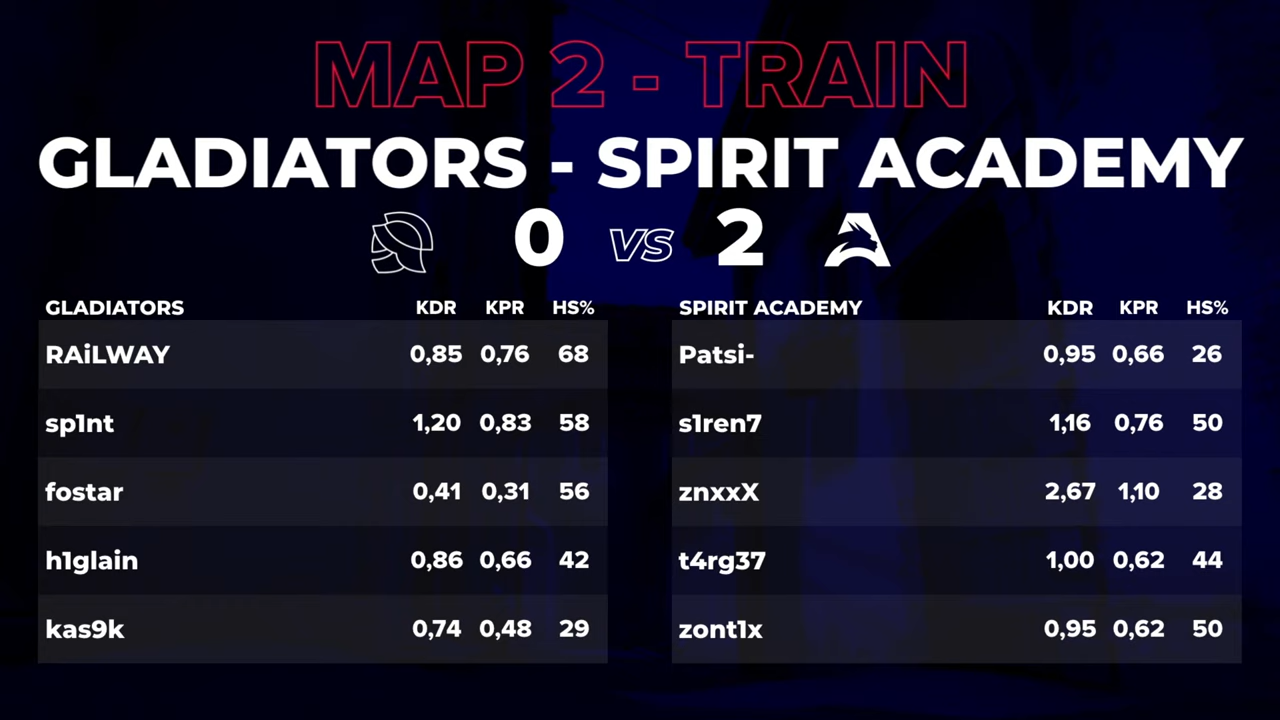 MAP 2 - TRAIN
GLADIATORS - SPIRIT ACADEMY
0 VS 2
GLADIATORS KDR KPR HS%
RAiLWAY 0,85 0,76 68
sp1nt 1,20 0,83 58
fostar 0,41 0,31 56
h1glain 0,86 0,66 42
kas9k 0,74 0,48 29
SPIRIT ACADEMY KDR KPR HS%
Patsi- 0,95 0,66 26
s1ren7 1,16 0,76 50
znxxX 2,67 1,10 28
t4rg37 1,00 0,62 44
zont1x 0,95 0,62 50